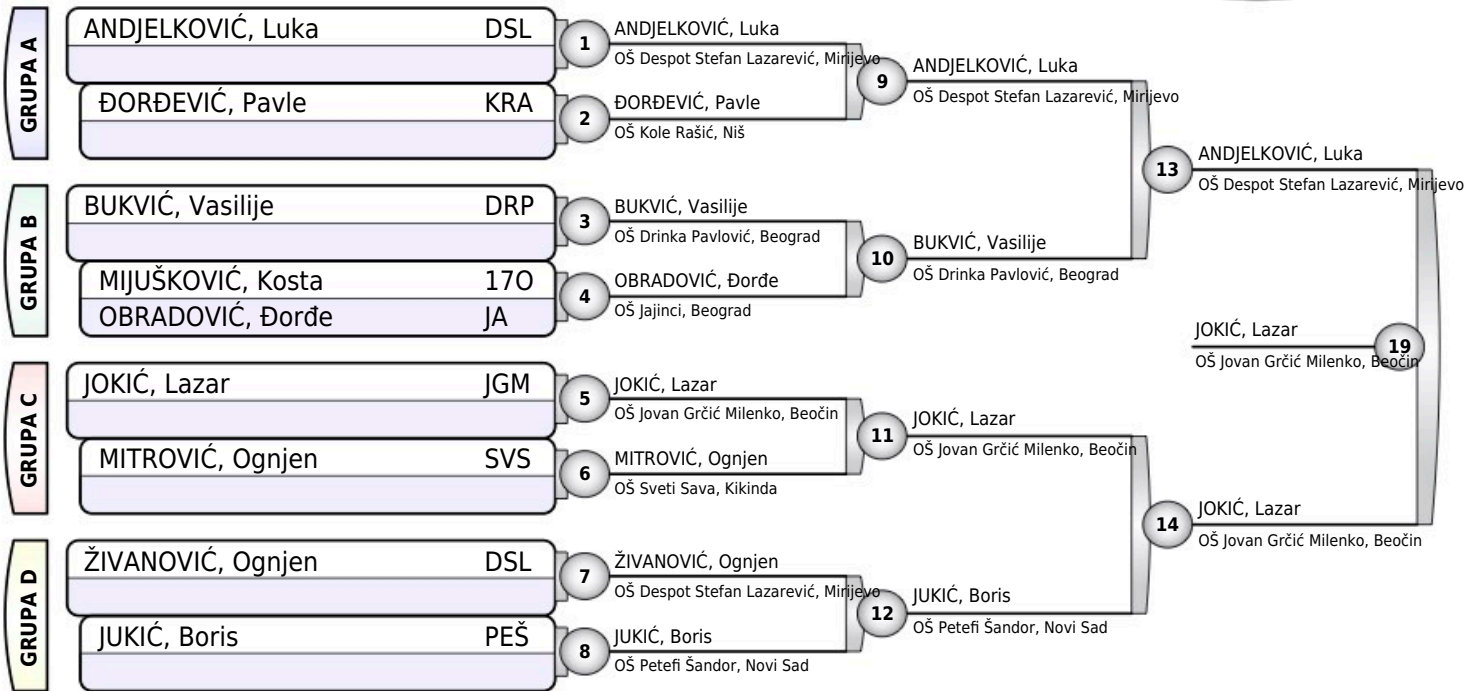 GRUPA A
ANDJELKOVIĆ, Luka DSL
ĐORĐEVIĆ, Pavle KRA
GRUPA B
BUKVIĆ, Vasilije DRP
MIJUŠKOVIĆ, Kosta 17O
OBRADOVIĆ, Đorđe JA
GRUPA C
JOKIĆ, Lazar JGM
MITROVIĆ, Ognjen SVS
GRUPA D
ŽIVANOVIĆ, Ognjen DSL
JUKIĆ, Boris PEŠ
1
ANDJELKOVIĆ, Luka
OŠ Despot Stefan Lazarević, Mirijevo
2
ĐORĐEVIĆ, Pavle
OŠ Kole Rašić, Niš
3
BUKVIĆ, Vasilije
OŠ Drinka Pavlović, Beograd
4
OBRADOVIĆ, Đorđe
OŠ Jajinci, Beograd
5
JOKIĆ, Lazar
OŠ Jovan Grčić Milenko, Beočin
6
MITROVIĆ, Ognjen
OŠ Sveti Sava, Kikinda
7
ŽIVANOVIĆ, Ognjen
OŠ Despot Stefan Lazarević, Mirijevo
8
JUKIĆ, Boris
OŠ Petefi Šandor, Novi Sad
9
ANDJELKOVIĆ, Luka
OŠ Despot Stefan Lazarević, Mirijevo
10
BUKVIĆ, Vasilije
OŠ Drinka Pavlović, Beograd
11
JOKIĆ, Lazar
OŠ Jovan Grčić Milenko, Beočin
12
JUKIĆ, Boris
OŠ Petefi Šandor, Novi Sad
13
ANDJELKOVIĆ, Luka
OŠ Despot Stefan Lazarević, Mirijevo
14
JOKIĆ, Lazar
OŠ Jovan Grčić Milenko, Beočin
JOKIĆ, Lazar
19
OŠ Jovan Grčić Milenko, Beočin